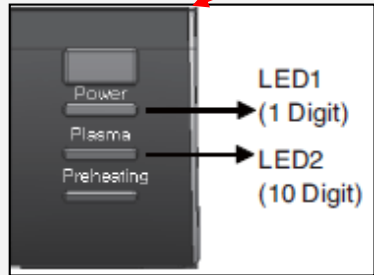 Power
LED1
(1 Digit)
Plasma
LED2
Preheating
(10 Digit)